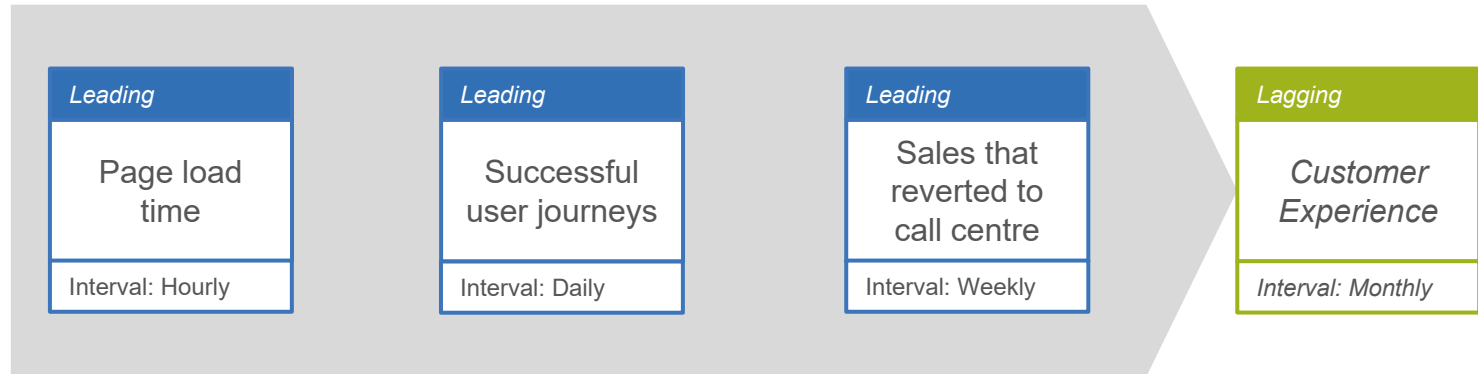 Leading
Page load
time
Interval: Hourly
Leading
Successful
user journeys
Interval: Daily
Leading
Sales that
reverted to
call centre
Interval: Weekly
Lagging
Customer
Experience
Interval: Monthly